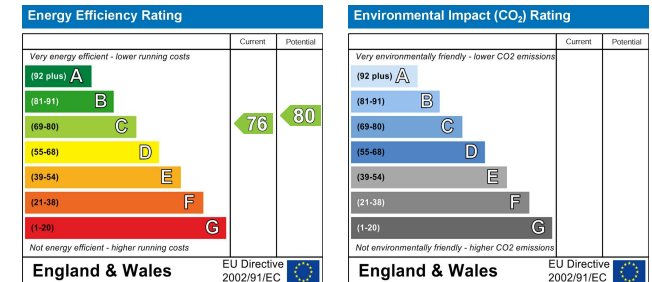 Energy Efficiency Rating
Current Potential
Very energy efficient - lower running costs
(92 plus) A
(81-91) B
(69-80) C
76
80
(55-68) D
(39-54) E
(21-38) F
(1-20) G
Not energy efficient - higher running costs
England & Wales
EU Directive
2002/91/EC
Environmental Impact (CO₂) Rating
Current Potential
Very environmentally friendly - lower CO2 emissions
(92 plus) A
(81-91) B
(69-80) C
(55-68) D
(39-54) E
(21-38) F
(1-20) G
Not environmentally friendly - higher CO2 emissions
England & Wales
EU Directive
2002/91/EC